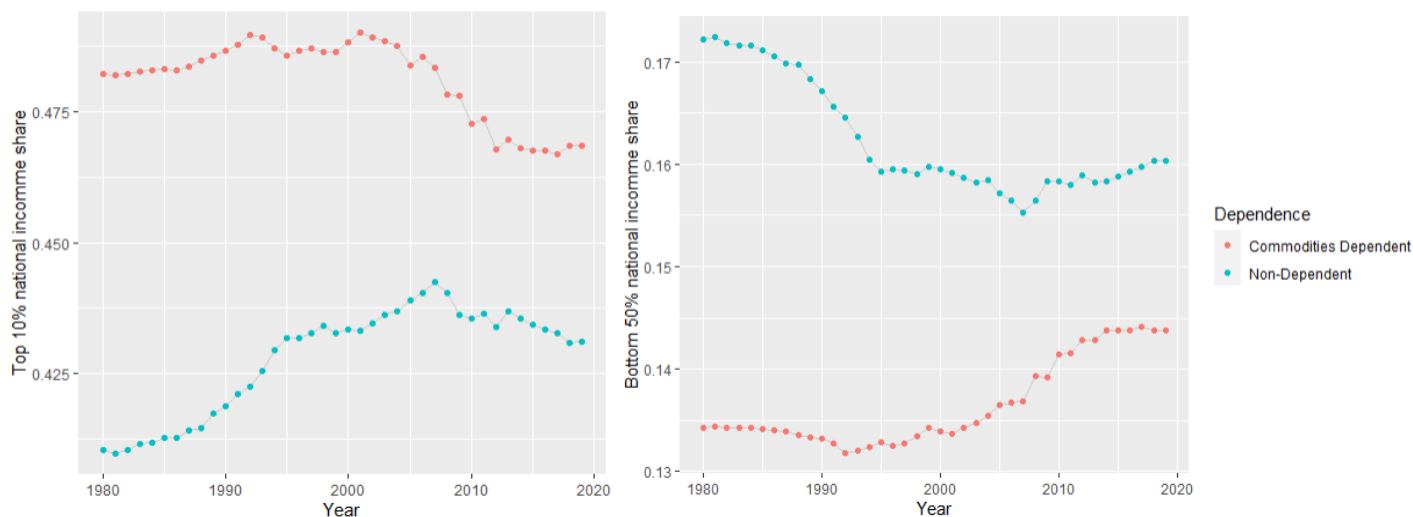 Top 10% national incomme share
0.475
0.450
0.425
1980
1990
2000
2010
2020
Year
Bottom 50% national incomme share
0.17
0.16
0.15
0.14
0.13
1980
1990
2000
2010
2020
Year
Dependence
Commodities Dependent
Non-Dependent